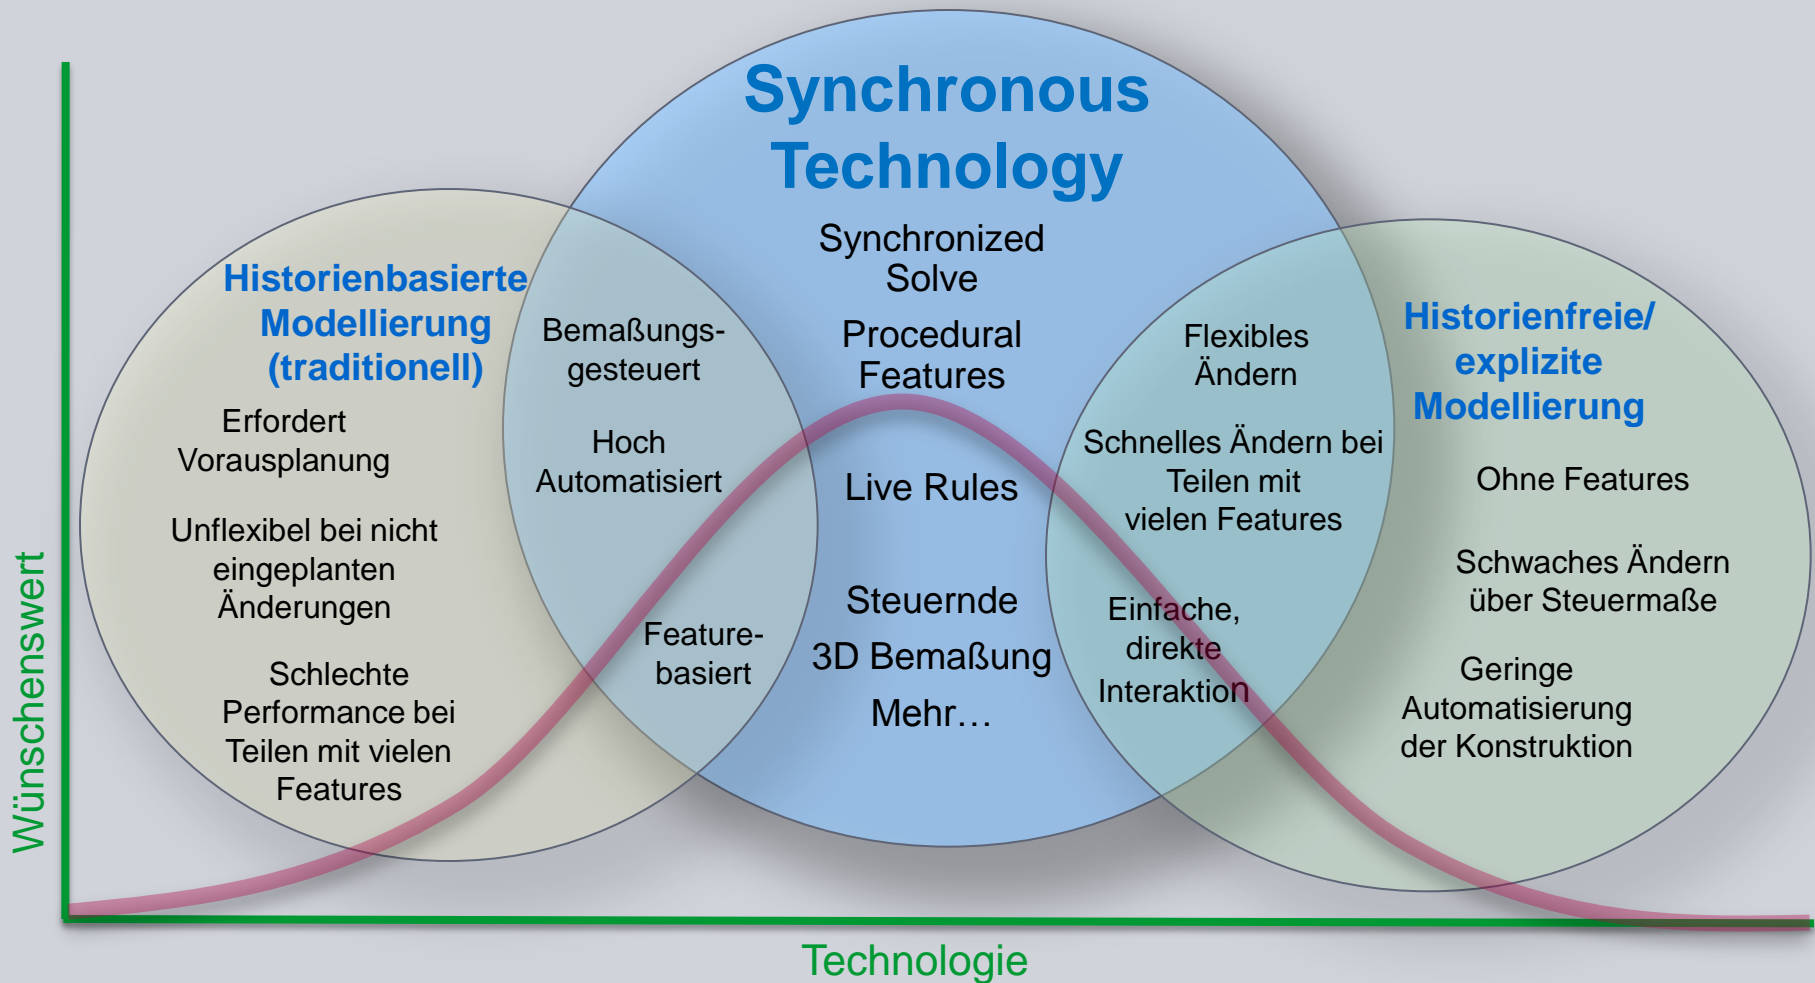 Synchronous
Technology
Synchronized
Solve
Procedural
Features
Live Rules
Steuernde
3D Bemaßung
Mehr…
Historienbasierte
Modellierung
(traditionell)
Erfordert
Vorausplanung
Unflexibel bei nicht
eingeplanten
Änderungen
Schlechte
Performance bei
Teilen mit vielen
Features
Bemaßungs-
gesteuert
Hoch
Automatisiert
Feature-
basiert
Flexibles
Ändern
Schnelles Ändern bei
Teilen mit
vielen Features
Einfache,
direkte
Interaktion
Historienfreie/
explizite
Modellierung
Ohne Features
Schwaches Ändern
über Steuermaße
Geringe
Automatisierung
der Konstruktion
Wünschenswert
Technologie